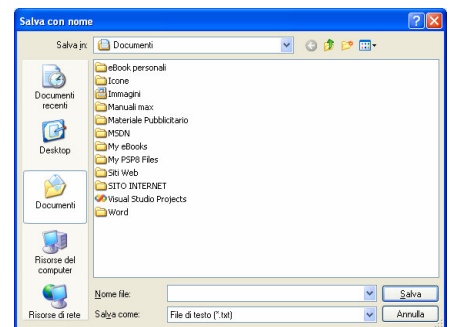 Salva con nome
Salva in:
Documenti
Documenti recenti
Desktop
Documenti
Risorse del computer
Risorse di rete
eBook personali
Icone
Immagini
Manuali max
Materiale Pubblicitario
MSDN
My eBooks
My PSP8 Files
Siti Web
SITO INTERNET
Visual Studio Projects
Word
Nome file:
Salva
Salva come:
File di testo (*.txt)
Annulla